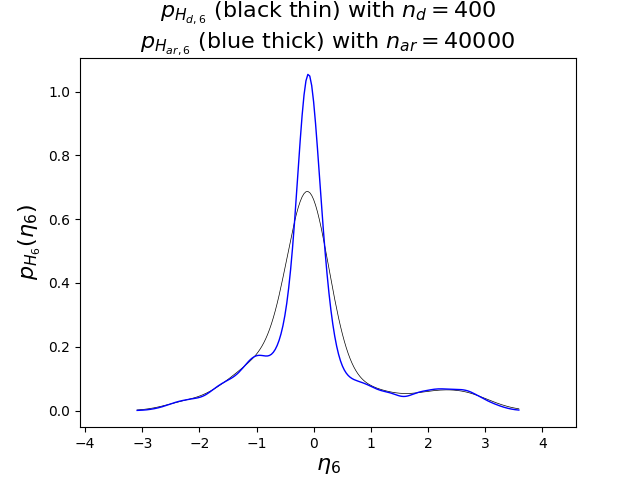 $p_{H_{d,6}}$ (black thin) with $n_d = 400$
$p_{H_{ar,6}}$ (blue thick) with $n_{ar} = 40000$
$p_{H_6}(\eta_6)$
1.0
0.8
0.6
0.4
0.2
0.0
−4 −3 −2 −1 0 1 2 3 4
$\eta_6$